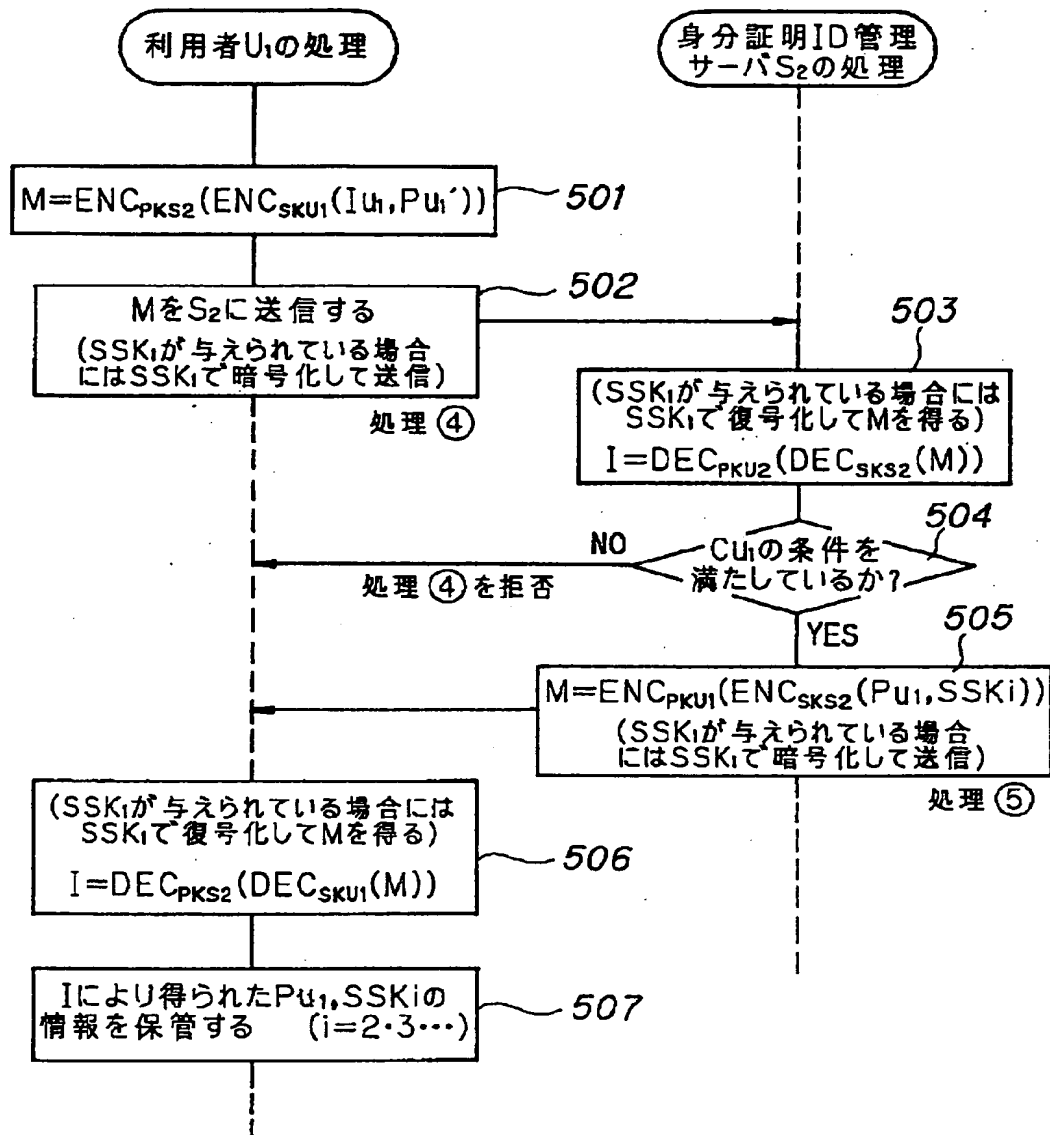 利用者U₁の処理
身分証明ID管理
サーバS₂の処理
M=ENC_PKS2(ENC_SKU1(Iu₁,Pu₁′))
501
MをS₂に送信する
(SSK₁が与えられている場合
にはSSK₁で暗号化して送信)
502
処理④
503
(SSK₁が与えられている場合には
SSK₁で復号化してMを得る)
I=DEC_PKU2(DEC_SKS2(M))
504
Cu₁の条件を
満たしているか?
NO
処理④を拒否
YES
505
M=ENC_PKU1(ENC_SKS2(Pu₁,SSKi))
(SSK₁が与えられている場合
にはSSK₁で暗号化して送信)
処理⑤
(SSK₁が与えられている場合には
SSK₁で復号化してMを得る)
I=DEC_PKS2(DEC_SKU1(M))
506
Iにより得られたPu₁,SSKiの
情報を保管する (i=2・3…)
507